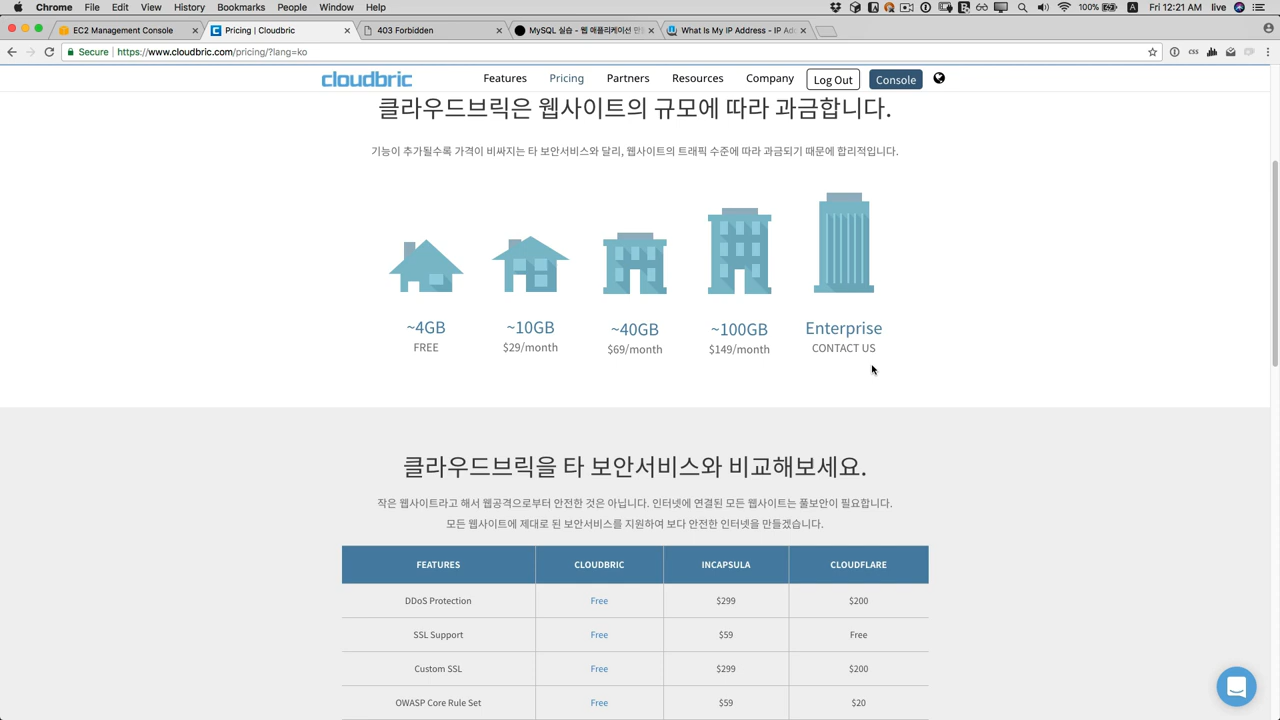 Chrome File Edit View History Bookmarks People Window Help 100% A Fri 12:21 AM live
EC2 Management Console
Pricing | Cloudbric
403 Forbidden
MySQL 실습 - 웹 애플리케이션 만
What Is My IP Address - IP Ad
Secure https://www.cloudbric.com/pricing/?lang=ko
cloudbric Features Pricing Partners Resources Company Log Out Console
클라우드브릭은 웹사이트의 규모에 따라 과금합니다.
기능이 추가될수록 가격이 비싸지는 타 보안서비스와 달리, 웹사이트의 트래픽 수준에 따라 과금되기 때문에 합리적입니다.
~4GB ~10GB ~40GB ~100GB Enterprise
FREE $29/month $69/month $149/month CONTACT US
클라우드브릭을 타 보안서비스와 비교해보세요.
작은 웹사이트라고 해서 웹공격으로부터 안전한 것은 아닙니다. 인터넷에 연결된 모든 웹사이트는 풀보안이 필요합니다.
모든 웹사이트에 제대로 된 보안서비스를 지원하여 보다 안전한 인터넷을 만들겠습니다.
FEATURES CLOUDBRIC INCAPSULA CLOUDFLARE
DDoS Protection Free $299 $200
SSL Support Free $59 Free
Custom SSL Free $299 $200
OWASP Core Rule Set Free $59 $20